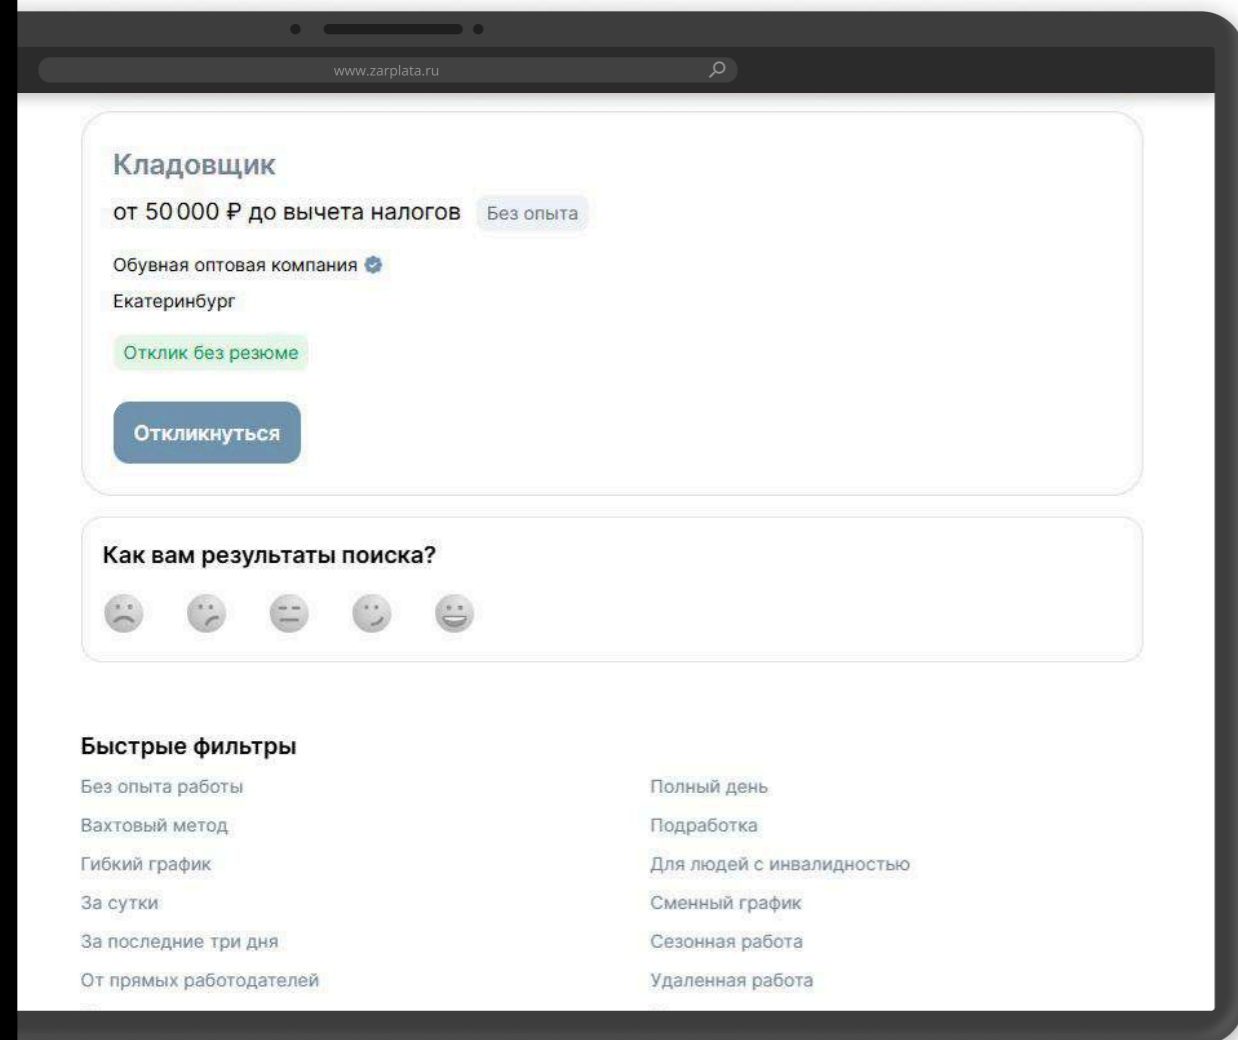 www.zarplata.ru
Кладовщик
от 50 000 ₽ до вычета налогов Без опыта
Обувная оптовая компания
Екатеринбург
Отклик без резюме
Откликнуться
Как вам результаты поиска?
Быстрые фильтры
Без опыта работы
Вахтовый метод
Гибкий график
За сутки
За последние три дня
От прямых работодателей
Полный день
Подработка
Для людей с инвалидностью
Сменный график
Сезонная работа
Удаленная работа